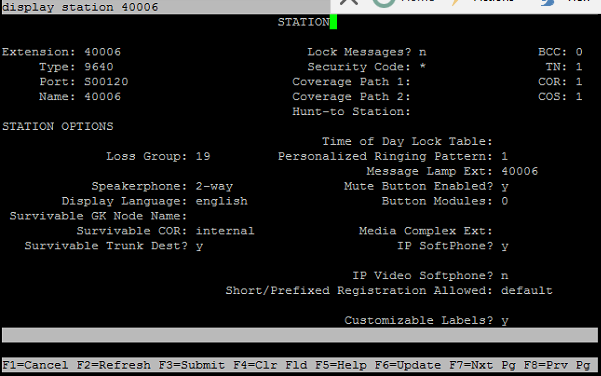 display station 40006
STATION
Extension: 40006 Lock Messages? n BCC: 0
Type: 9640 Security Code: * TN: 1
Port: S00120 Coverage Path 1: COR: 1
Name: 40006 Coverage Path 2: COS: 1
Hunt-to Station:
STATION OPTIONS
Time of Day Lock Table:
Loss Group: 19 Personalized Ringing Pattern: 1
Message Lamp Ext: 40006
Speakerphone: 2-way Mute Button Enabled? y
Display Language: english Button Modules: 0
Survivable GK Node Name:
Survivable COR: internal Media Complex Ext:
Survivable Trunk Dest? y IP SoftPhone? y
IP Video Softphone? n
Short/Prefixed Registration Allowed: default
Customizable Labels? y
F1=Cancel F2=Refresh F3=Submit F4=Clr Fld F5=Help F6=Update F7=Nxt Pg F8=Prv Pg